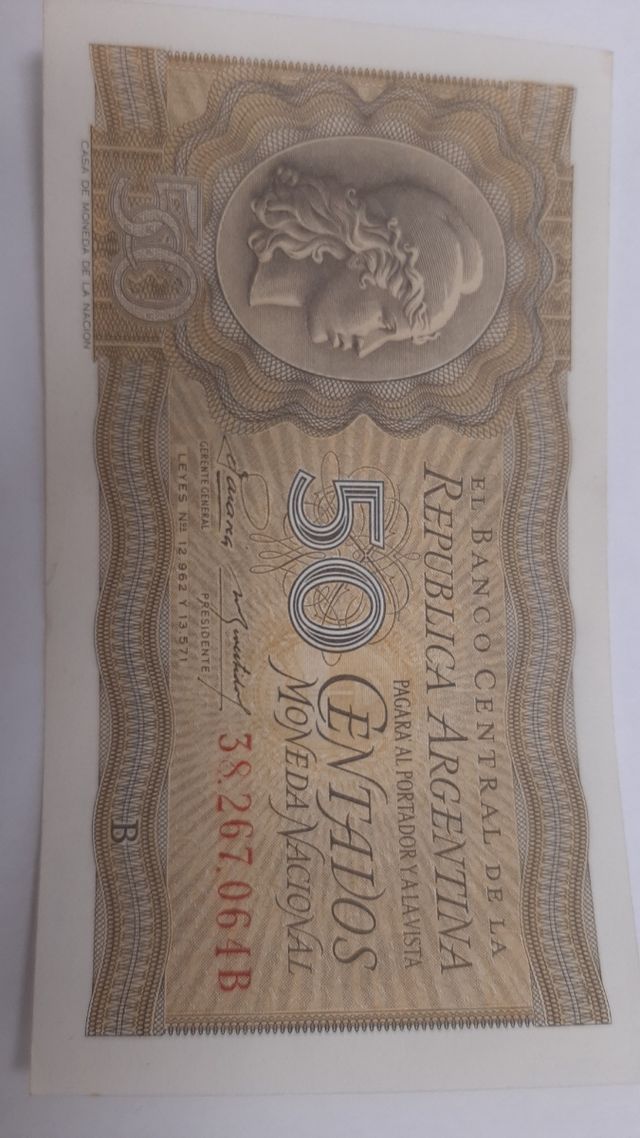 EL BANCO CENTRAL DE LA
REPUBLICA ARGENTINA
PAGARA AL PORTADOR Y A LA VISTA
50 CENTAVOS
MONEDA NACIONAL
38.267.064B
GERENTE GENERAL
PRESIDENTE
LEYES Nos 12.962 Y 13.571
50
B
CASA DE MONEDA DE LA NACION